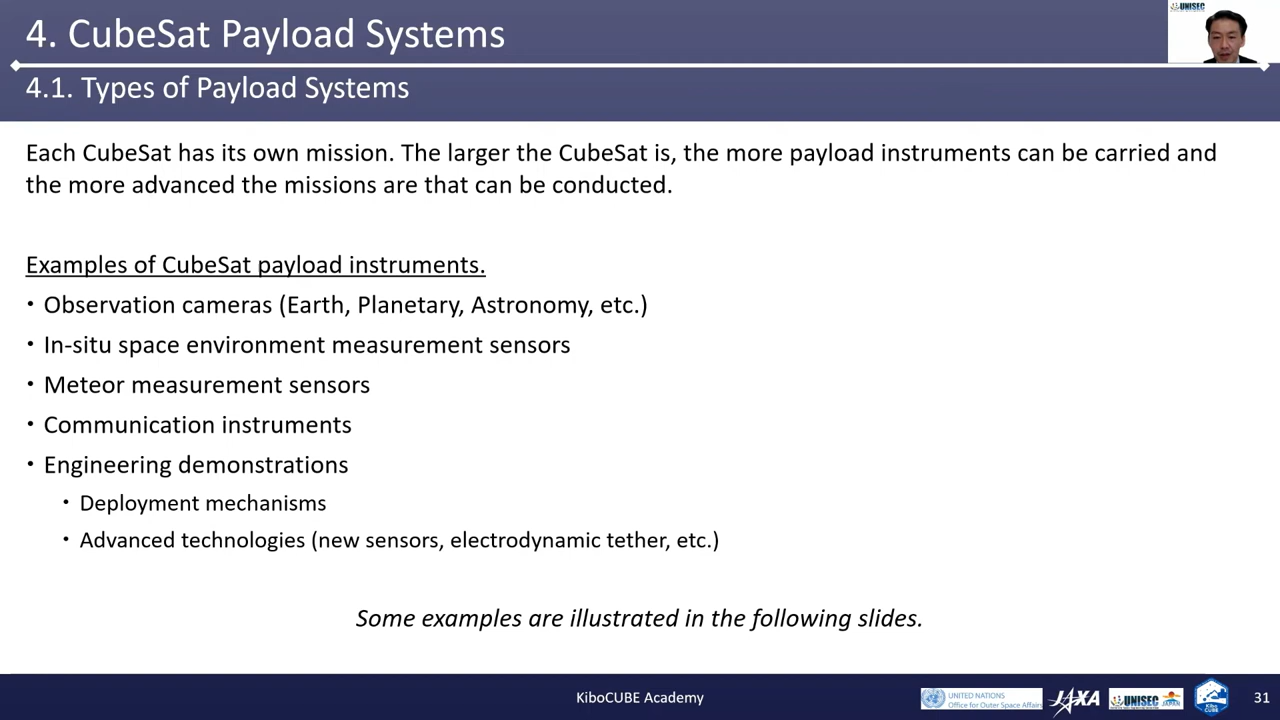 4. CubeSat Payload Systems
UNISEC
4.1. Types of Payload Systems
Each CubeSat has its own mission. The larger the CubeSat is, the more payload instruments can be carried and
the more advanced the missions are that can be conducted.
Examples of CubeSat payload instruments.
• Observation cameras (Earth, Planetary, Astronomy, etc.)
• In-situ space environment measurement sensors
• Meteor measurement sensors
• Communication instruments
• Engineering demonstrations
• Deployment mechanisms
• Advanced technologies (new sensors, electrodynamic tether, etc.)
Some examples are illustrated in the following slides.
KiboCUBE Academy
UNITED NATIONS
Office for Outer Space Affairs
JAXA
UNISEC
JAPAN
Kibo
CUBE
31